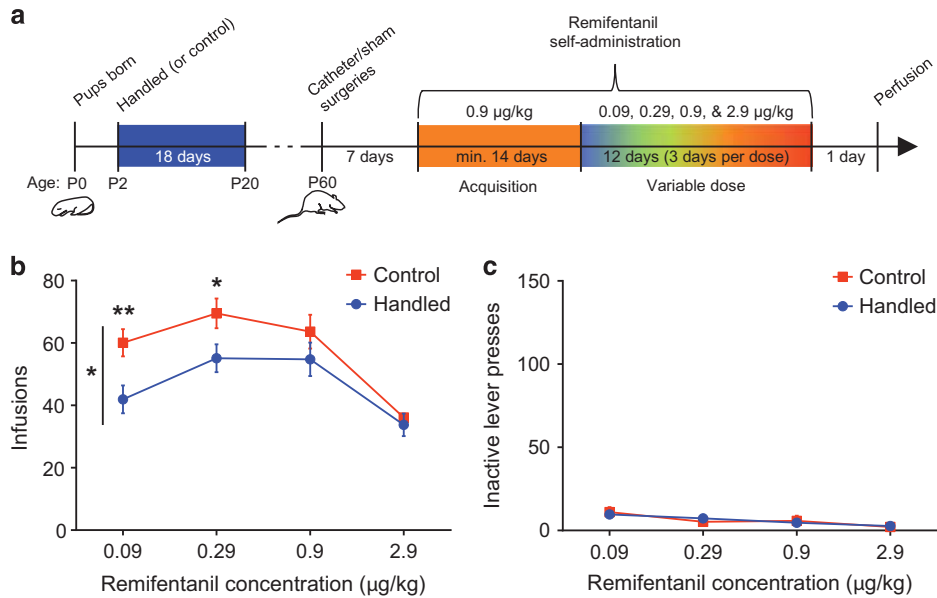 a
Pups born
Handled (or control)
Catheter/sham
surgeries
Remifentanil
self-administration
Perfusion
0.9 µg/kg
0.09, 0.29, 0.9, & 2.9 µg/kg
18 days
7 days
min. 14 days
12 days (3 days per dose)
1 day
Age: P0
P2
P20
P60
Acquisition
Variable dose
b
80
60
40
20
0
Infusions
Control
Handled
**
*
*
0.09
0.29
0.9
2.9
Remifentanil concentration (µg/kg)
c
150
100
50
0
Inactive lever presses
Control
Handled
0.09
0.29
0.9
2.9
Remifentanil concentration (µg/kg)